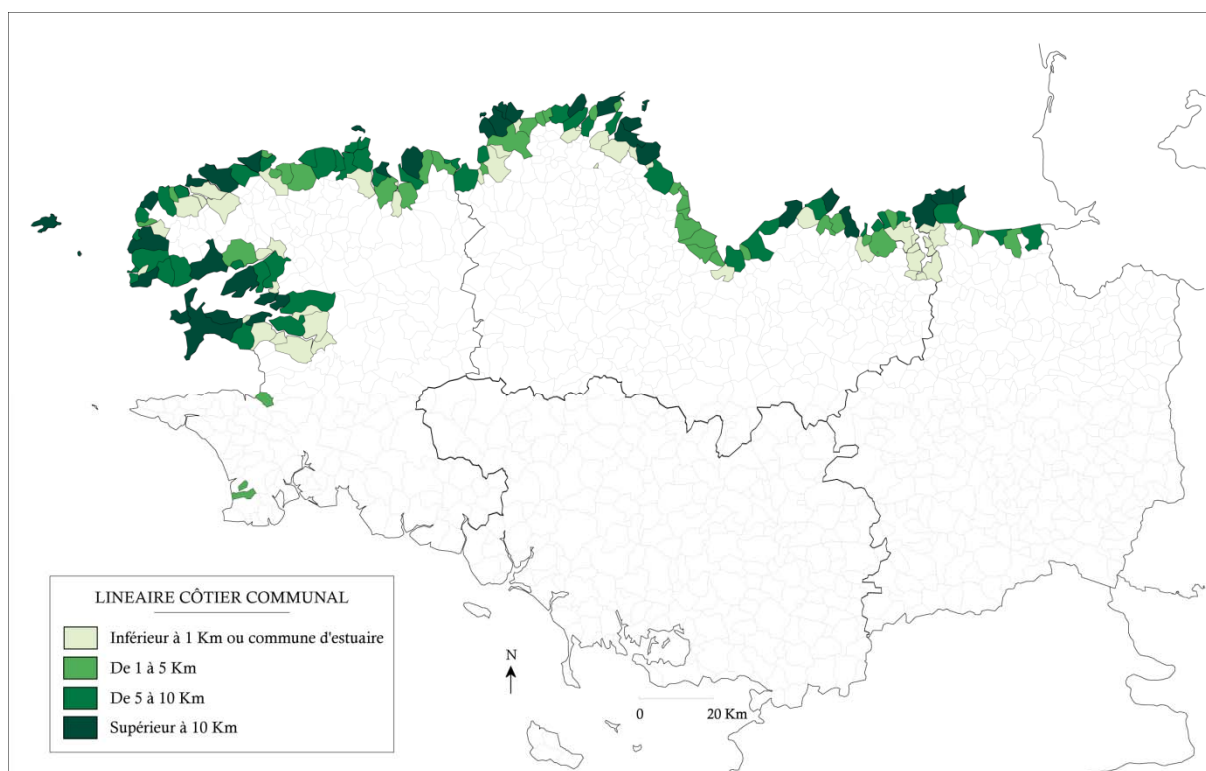 LINEAIRE CÔTIER COMMUNAL
Inférieur à 1 Km ou commune d'estuaire
De 1 à 5 Km
De 5 à 10 Km
Supérieur à 10 Km
N
0 20 Km